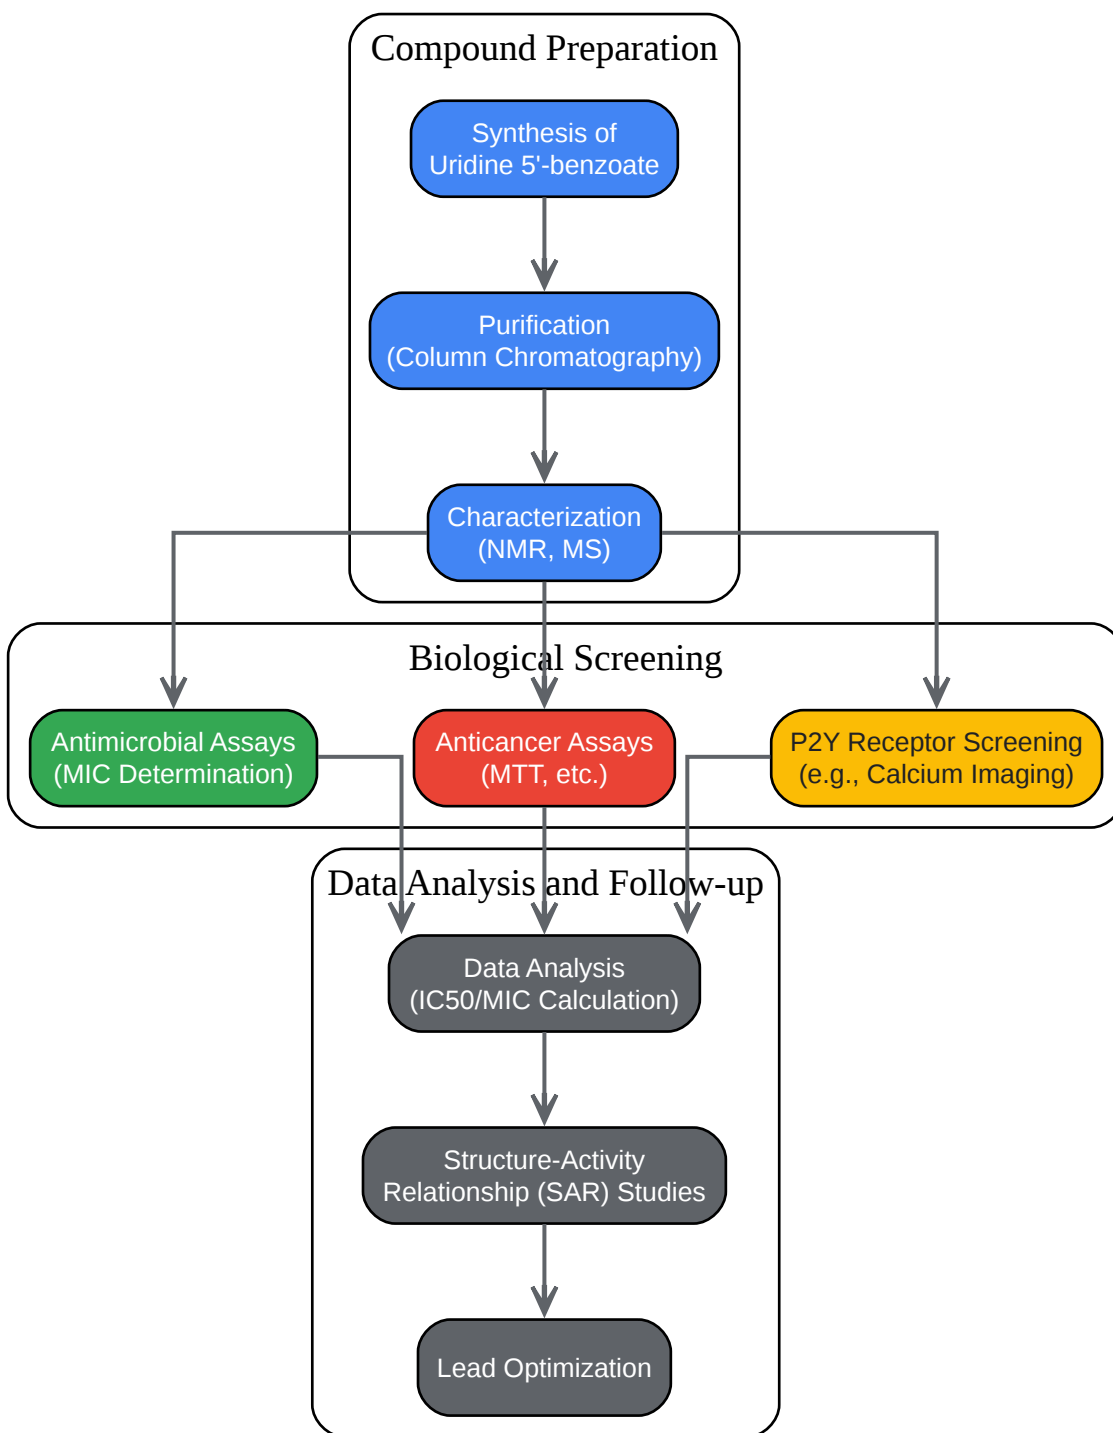 Compound Preparation
Synthesis of
Uridine 5'-benzoate
Purification
(Column Chromatography)
Characterization
(NMR, MS)
Biological Screening
Antimicrobial Assays
(MIC Determination)
Anticancer Assays
(MTT, etc.)
P2Y Receptor Screening
(e.g., Calcium Imaging)
Data Analysis and Follow-up
Data Analysis
(IC50/MIC Calculation)
Structure-Activity
Relationship (SAR) Studies
Lead Optimization